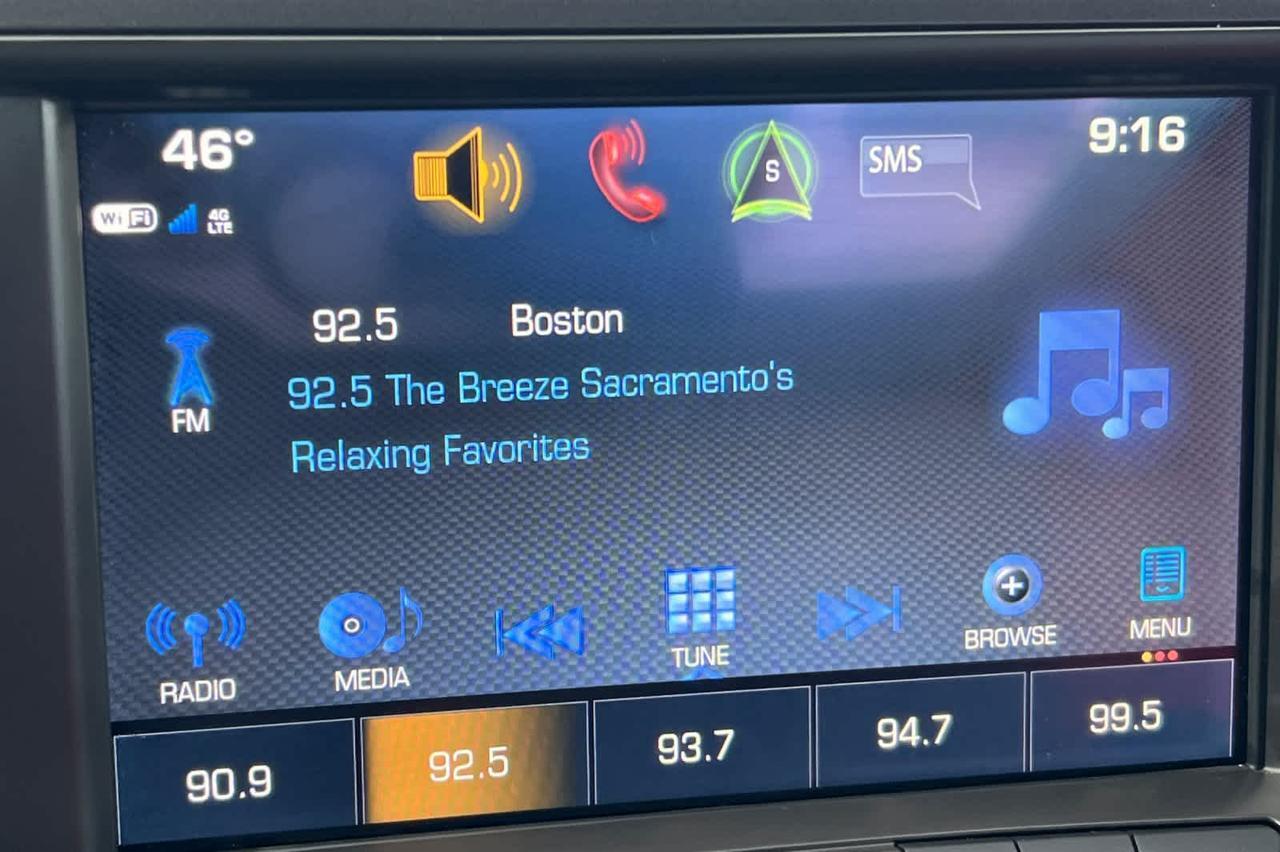 46°
9:16
S
SMS
WiFi
4G
LTE
92.5 Boston
92.5 The Breeze Sacramento's
Relaxing Favorites
FM
RADIO
MEDIA
TUNE
BROWSE
MENU
90.9
92.5
93.7
94.7
99.5